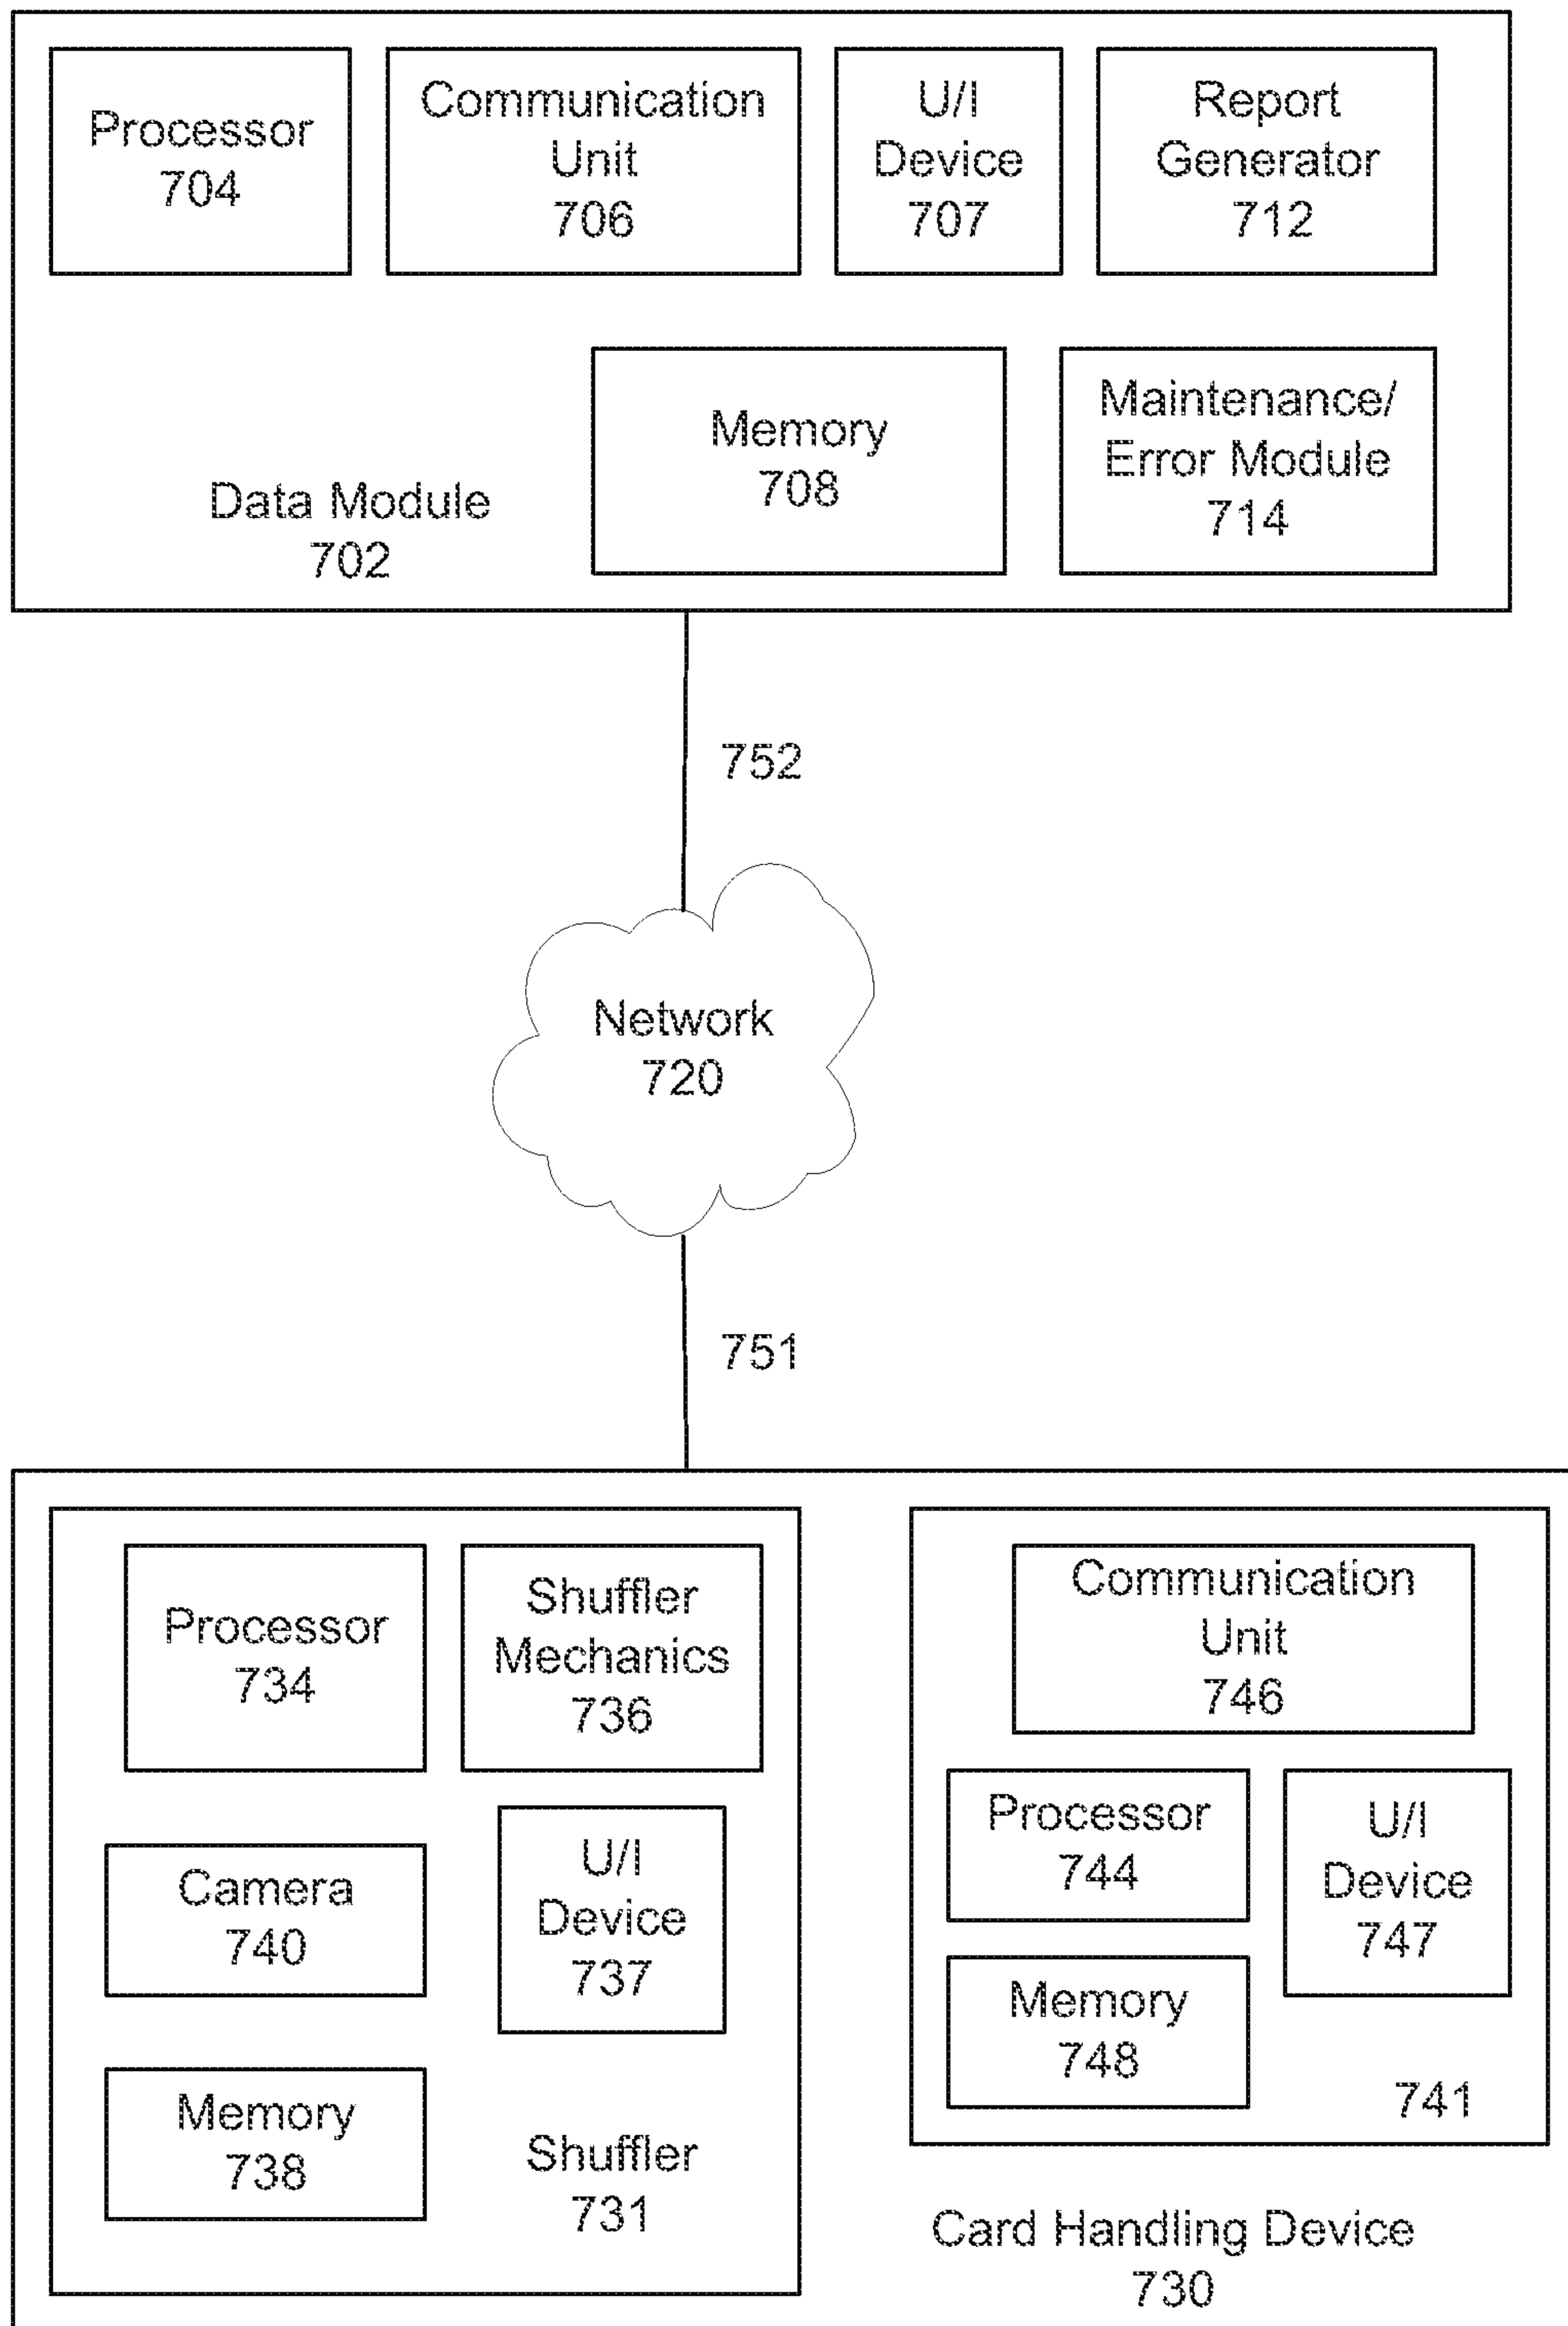 Processor
704
Communication
Unit
706
U/I
Device
707
Report
Generator
712
Memory
708
Maintenance/
Error Module
714
Data Module
702
752
Network
720
751
Processor
734
Shuffler
Mechanics
736
Camera
740
U/I
Device
737
Memory
738
Shuffler
731
Communication
Unit
746
Processor
744
U/I
Device
747
Memory
748
741
Card Handling Device
730